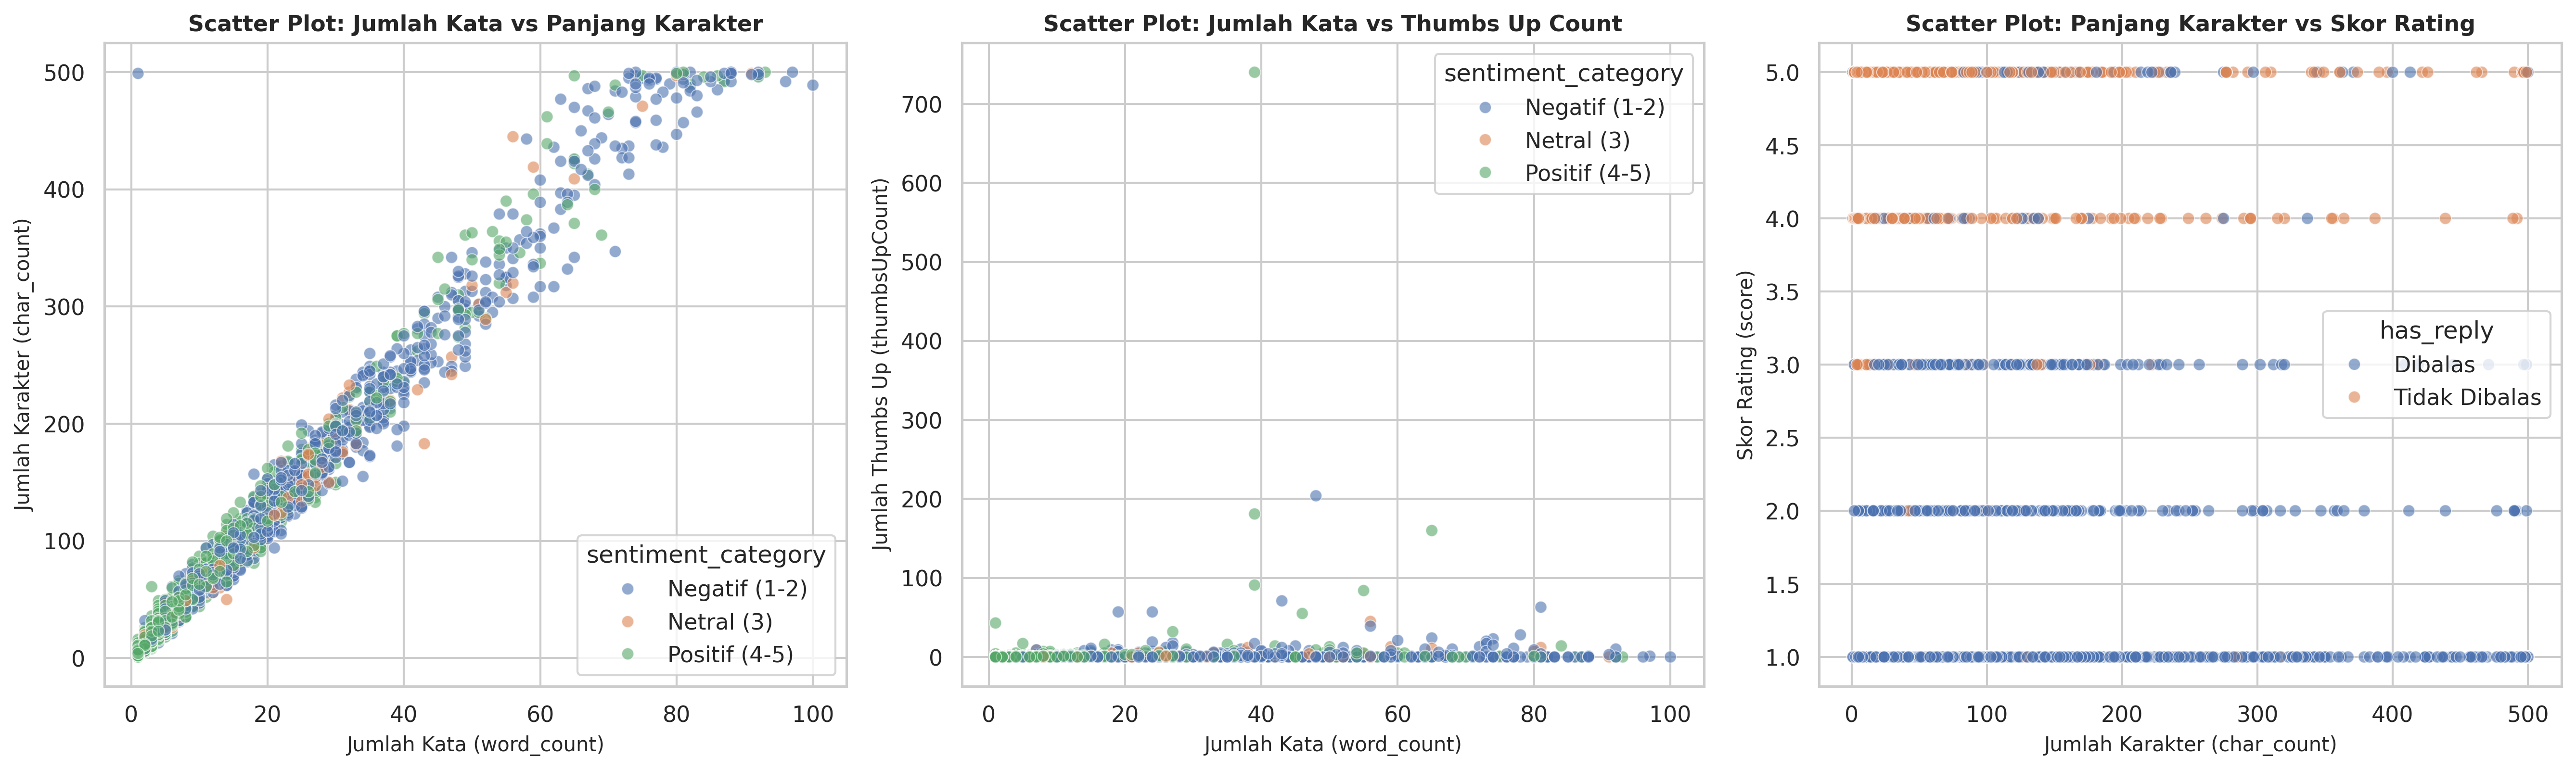 Scatter Plot: Jumlah Kata vs Panjang Karakter
Jumlah Karakter (char_count)
500
400
300
200
100
0
sentiment_category
Negatif (1-2)
Netral (3)
Positif (4-5)
0 20 40 60 80 100
Jumlah Kata (word_count)
Scatter Plot: Jumlah Kata vs Thumbs Up Count
Jumlah Thumbs Up (thumbsUpCount)
700
600
500
400
300
200
100
0
sentiment_category
Negatif (1-2)
Netral (3)
Positif (4-5)
0 20 40 60 80 100
Jumlah Kata (word_count)
Scatter Plot: Panjang Karakter vs Skor Rating
Skor Rating (score)
5.0
4.5
4.0
3.5
3.0
2.5
2.0
1.5
1.0
has_reply
Dibalas
Tidak Dibalas
0 100 200 300 400 500
Jumlah Karakter (char_count)